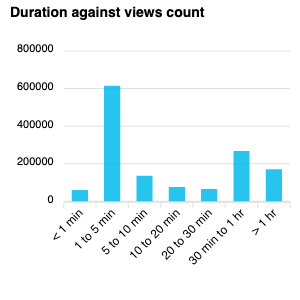 Duration against views count
800000
600000
400000
200000
0
< 1 min
1 to 5 min
5 to 10 min
10 to 20 min
20 to 30 min
30 min to 1 hr
> 1 hr